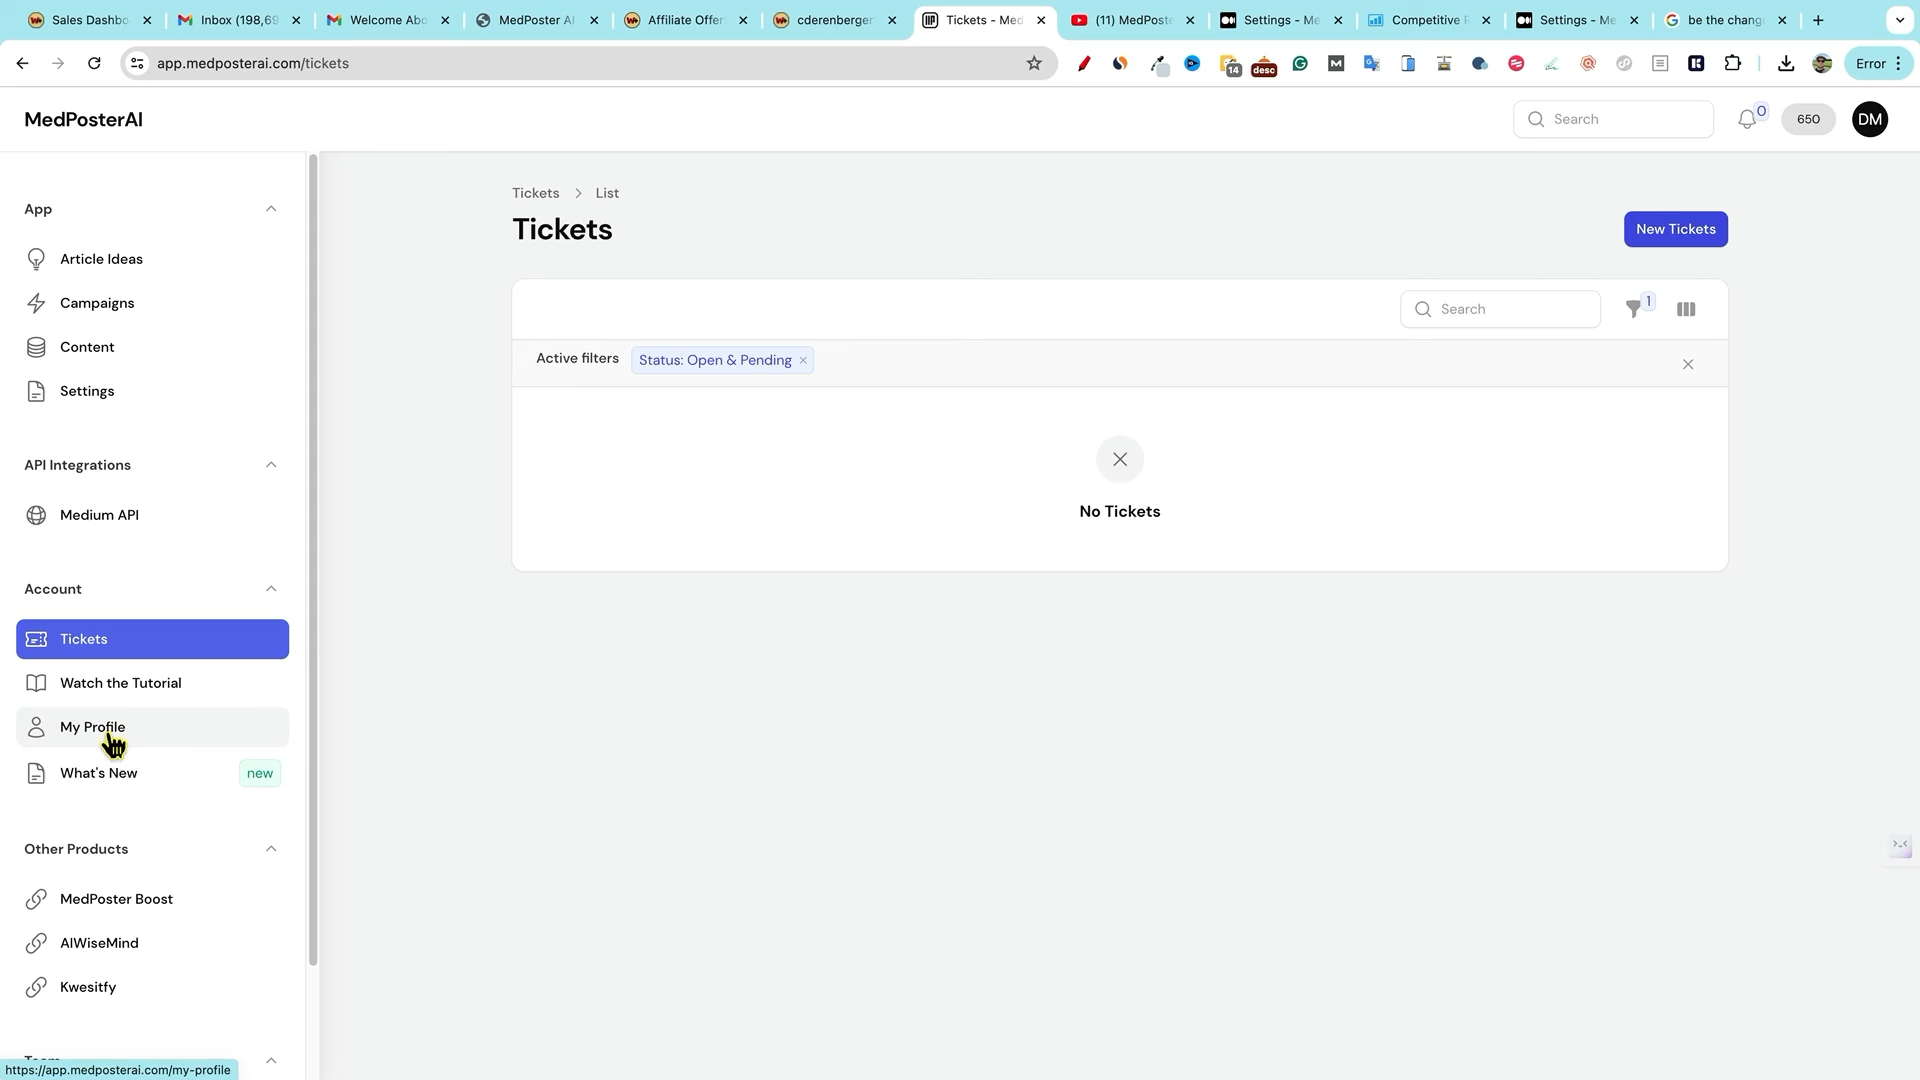 Sales Dashbo
Inbox (198,69
Welcome Abo
MedPoster AI
Affiliate Offer
cderenberger
Tickets - Med
(11) MedPoste
Settings - Me
Competitive R
Settings - Me
be the change
app.medposterai.com/tickets
14
desc
Error
MedPosterAI
Search
0
650
DM
App
Article Ideas
Campaigns
Content
Settings
API Integrations
Medium API
Account
Tickets
Watch the Tutorial
My Profile
What's New
new
Other Products
MedPoster Boost
AIWiseMind
Kwesitfy
https://app.medposterai.com/my-profile
Tickets > List
Tickets
New Tickets
Search
1
Active filters
Status: Open & Pending
No Tickets